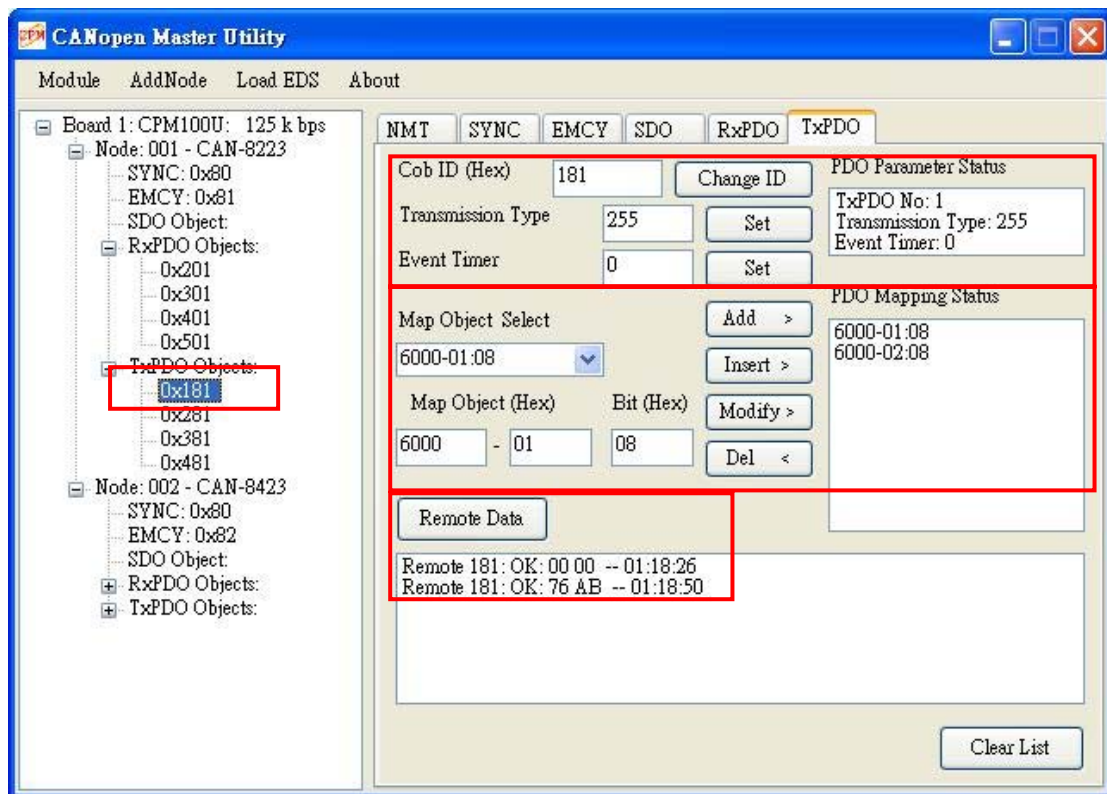 CPM CANopen Master Utility
Module AddNode Load EDS About
Board 1: CPM100U: 125 k bps
Node: 001 - CAN-8223
SYNC: 0x80
EMCY: 0x81
SDO Object:
RxPDO Objects:
0x201
0x301
0x401
0x501
TxPDO Objects:
0x181
0x281
0x381
0x481
Node: 002 - CAN-8423
SYNC: 0x80
EMCY: 0x82
SDO Object:
RxPDO Objects:
TxPDO Objects:
NMT SYNC EMCY SDO RxPDO TxPDO
Cob ID (Hex) 181 Change ID
Transmission Type 255 Set
Event Timer 0 Set
PDO Parameter Status
TxPDO No: 1
Transmission Type: 255
Event Timer: 0
Map Object Select
6000-01:08
Map Object (Hex) Bit (Hex)
6000 - 01 08
Add >
Insert >
Modify >
Del <
PDO Mapping Status
6000-01:08
6000-02:08
Remote Data
Remote 181: OK: 00 00 -- 01:18:26
Remote 181: OK: 76 AB -- 01:18:50
Clear List